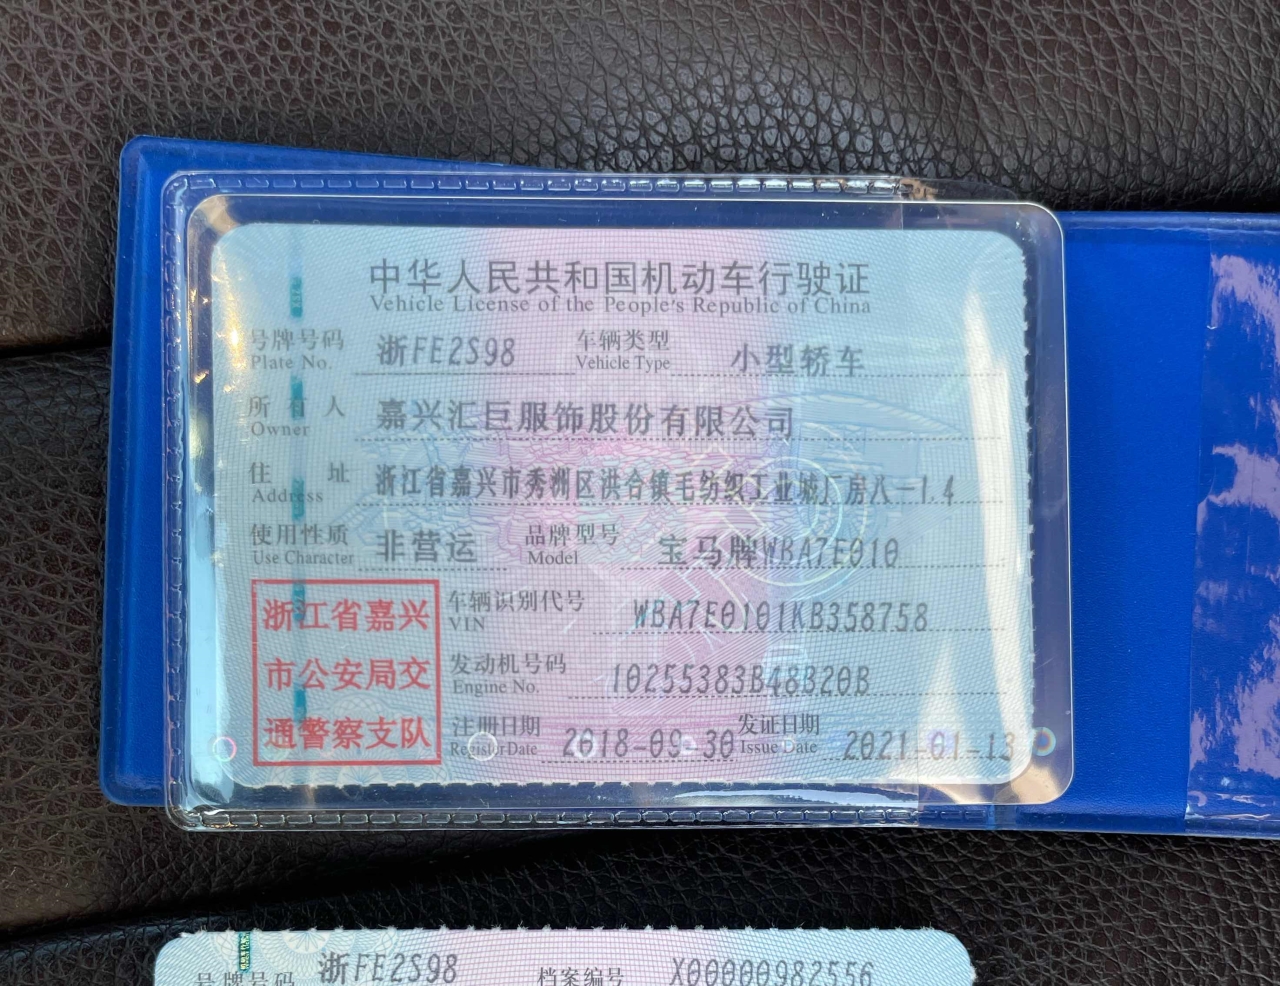 中华人民共和国机动车行驶证
Vehicle License of the People's Republic of China
号牌号码 浙FE2S98 车辆类型 小型轿车
Plate No. Vehicle Type
所有人 嘉兴汇巨服饰股份有限公司
Owner
住址 浙江省嘉兴市秀洲区洪合镇毛纺织工业城厂房八一1.4
Address
使用性质 非营运 品牌型号 宝马牌WBA7E010
Use Character Model
浙江省嘉兴
市公安局交
通警察支队
车辆识别代号 WBA7E0101KB358758
VIN
发动机号码 10255383B48B20B
Engine No.
注册日期 2018-09-30 发证日期 2021-01-13
Register Date Issue Date
号牌号码 浙FE2S98 档案编号 X00000982556